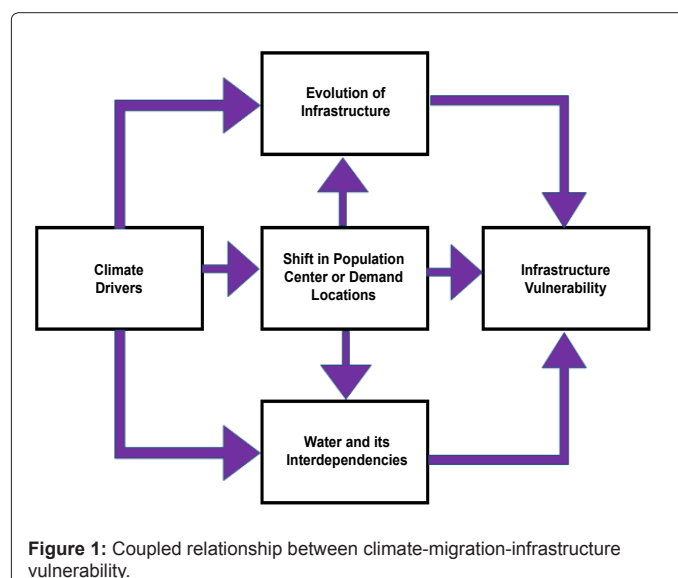 Evolution of
Infrastructure
Climate
Drivers
Shift in Population
Center or Demand
Locations
Infrastructure
Vulnerability
Water and its
Interdependencies
Figure 1: Coupled relationship between climate-migration-infrastructure
vulnerability.